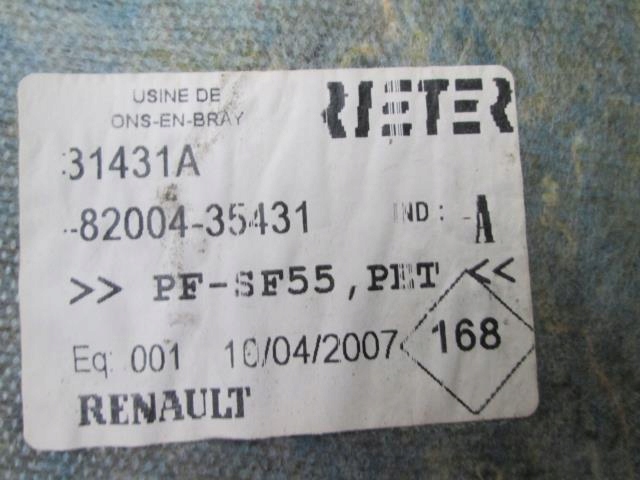 USINE DE
ONS-EN-BRAY
RIETER
31431A
-82004-35431 IND : -A
>> PF-SF55,PET <<
Eq: 001 10/04/2007 168
RENAULT